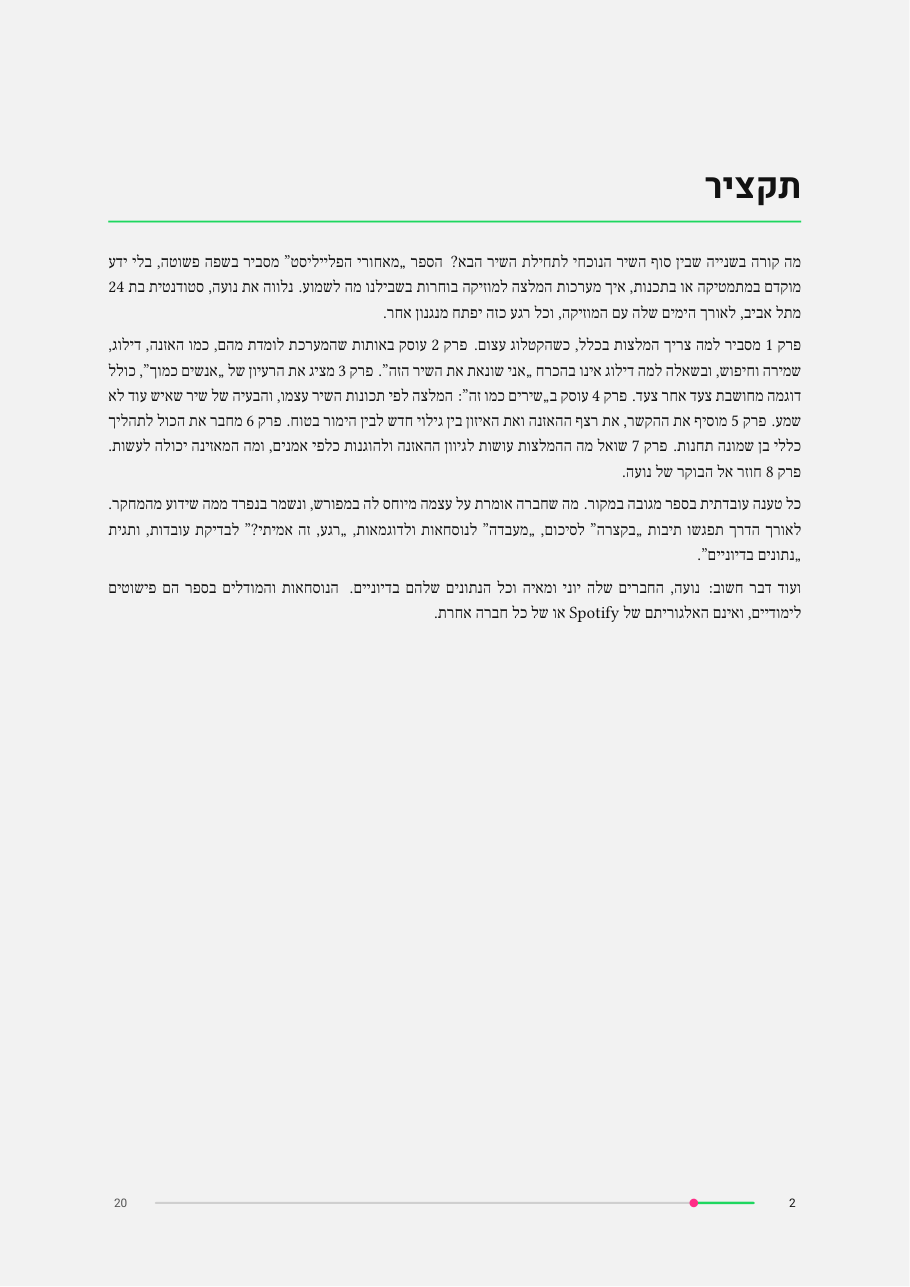 תקציר
מה קורה בשנייה שבין סוף השיר הנוכחי לתחילת השיר הבא? הספר „מאחורי הפלייליסט” מסביר בשפה פשוטה, בלי ידע
מוקדם במתמטיקה או בתכנות, איך מערכות המלצה למוזיקה בוחרות בשבילנו מה לשמוע. נלווה את נועה, סטודנטית בת 24
מתל אביב, לאורך הימים שלה עם המוזיקה, וכל רגע כזה יפתח מנגנון אחר.
פרק 1 מסביר למה צריך המלצות בכלל, כשהקטלוג עצום. פרק 2 עוסק באותות שהמערכת לומדת מהם, כמו האזנה, דילוג,
שמירה וחיפוש, ובשאלה למה דילוג אינו בהכרח „אני שונאת את השיר הזה”. פרק 3 מציג את הרעיון של „אנשים כמוך”, כולל
דוגמה מחושבת צעד אחר צעד. פרק 4 עוסק ב„שירים כמו זה”: המלצה לפי תכונות השיר עצמו, והבעיה של שיר שאיש עוד לא
שמע. פרק 5 מוסיף את ההקשר, את רצף ההאזנה ואת האיזון בין גילוי חדש לבין הימור בטוח. פרק 6 מחבר את הכול לתהליך
כללי בן שמונה תחנות. פרק 7 שואל מה ההמלצות עושות לגיוון ההאזנה ולהוגנות כלפי אמנים, ומה המאזינה יכולה לעשות.
פרק 8 חוזר אל הבוקר של נועה.
כל טענה עובדתית בספר מגובה במקור. מה שחברה אומרת על עצמה מיוחס לה במפורש, ונשמר בנפרד ממה שידוע מהמחקר.
לאורך הדרך תפגשו תיבות „בקצרה” לסיכום, „מעבדה” לנוסחאות ולדוגמאות, „רגע, זה אמיתי?” לבדיקת עובדות, ותגית
„נתונים בדיוניים”.
ועוד דבר חשוב: נועה, החברים שלה יוני ומאיה וכל הנתונים שלהם בדיוניים. הנוסחאות והמודלים בספר הם פישוטים
לימודיים, ואינם האלגוריתם של Spotify או של כל חברה אחרת.
2 20